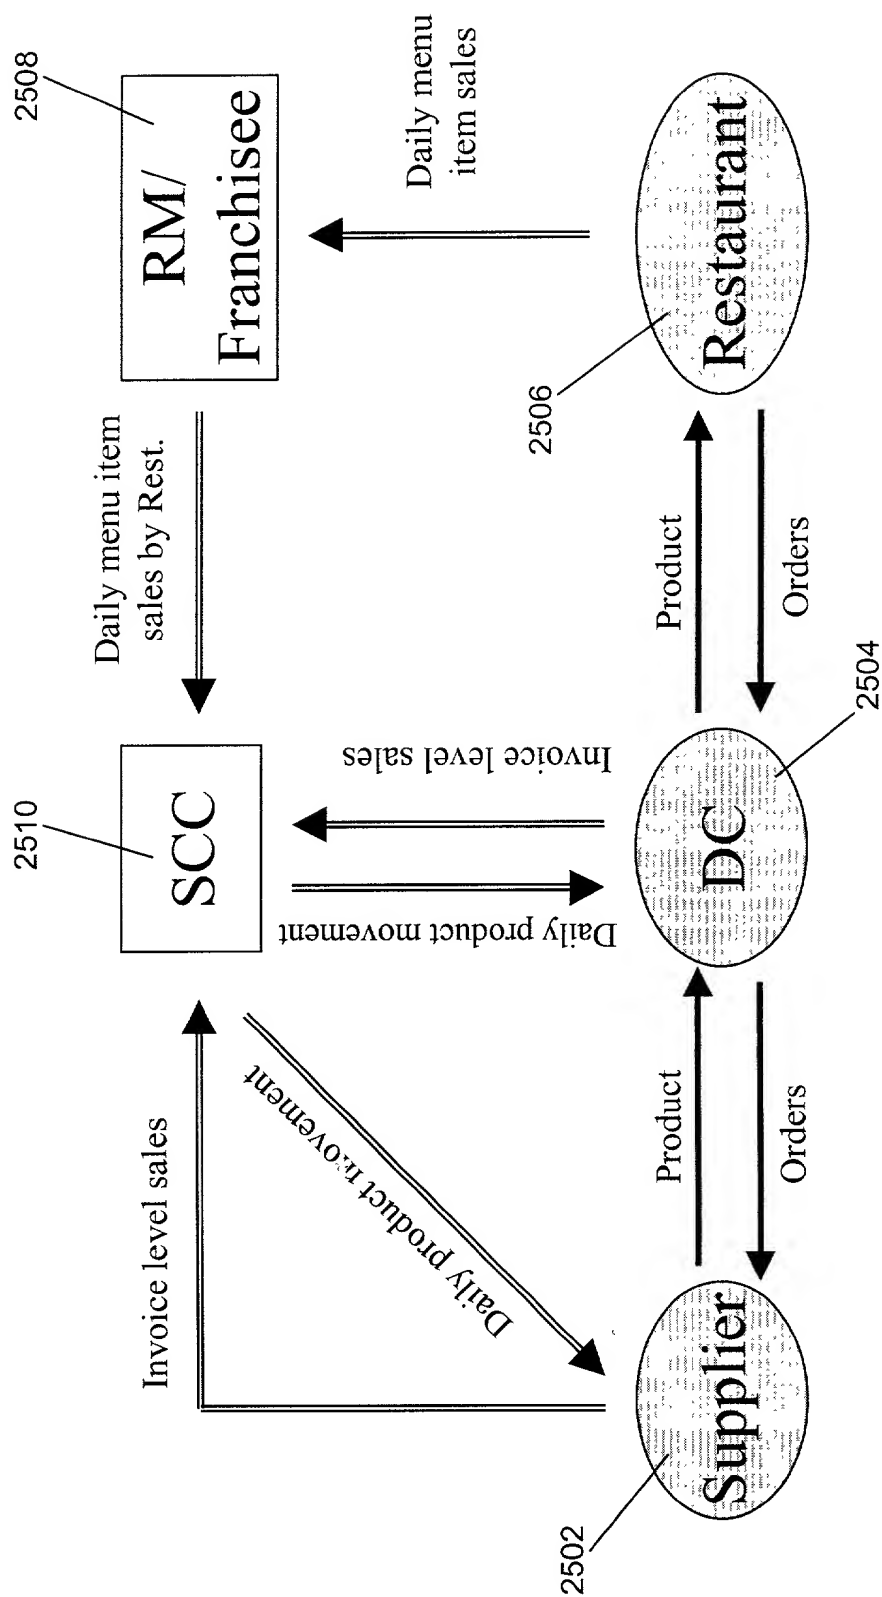 2510
2508
SCC
RM/
Franchisee
Invoice level sales
Daily menu item
sales by Rest.
Daily menu
item sales
Daily product movement
Daily product movement
Invoice level sales
Product
Product
2506
Supplier
DC
Restaurant
2502
Orders
Orders
2504